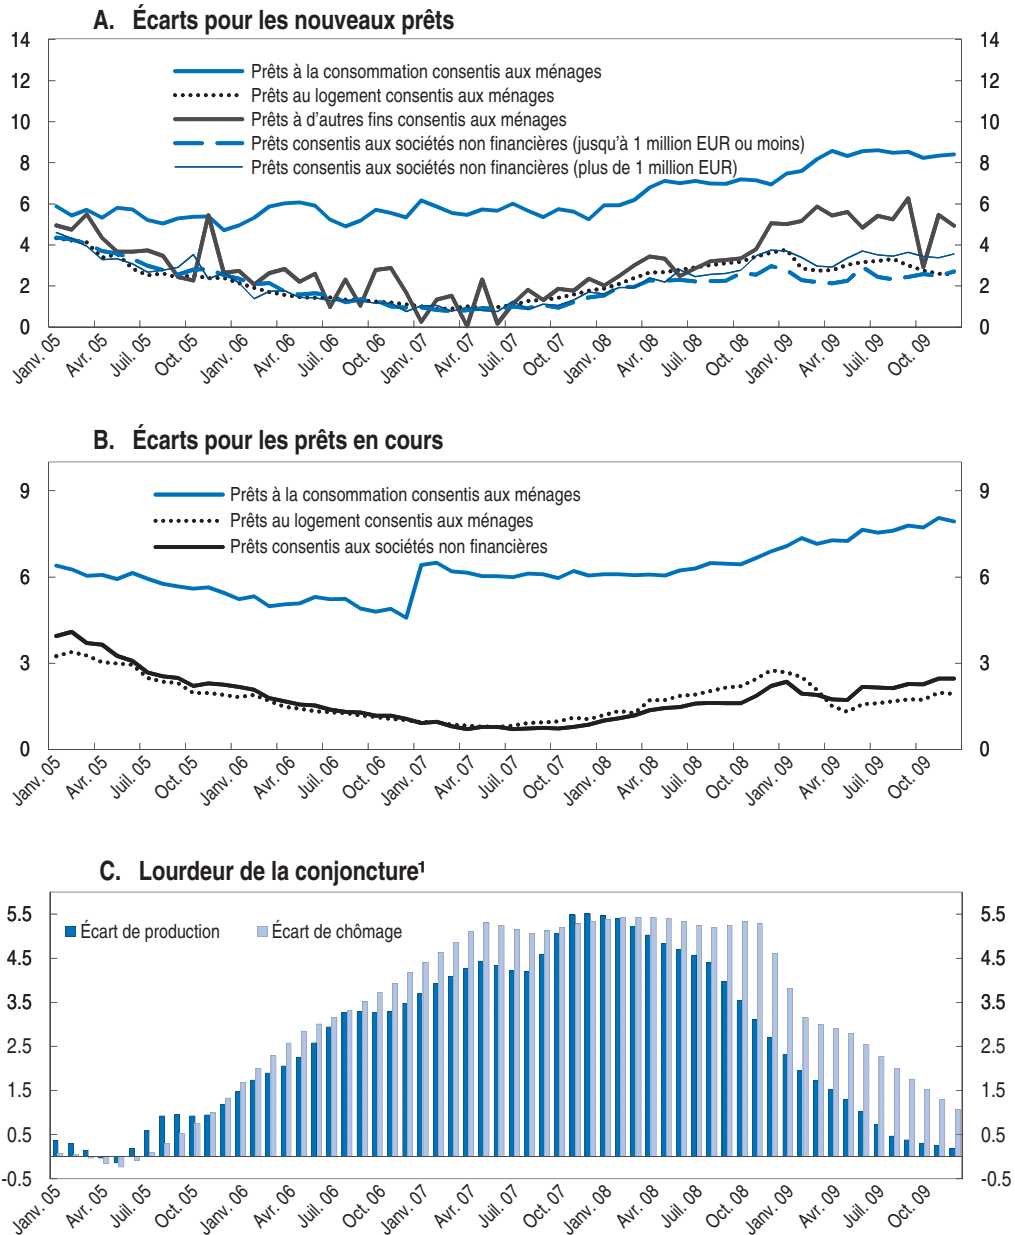 A. Écarts pour les nouveaux prêts
14 14
12 12
10 10
8 8
6 6
4 4
2 2
0 0
Prêts à la consommation consentis aux ménages
Prêts au logement consentis aux ménages
Prêts à d'autres fins consentis aux ménages
Prêts consentis aux sociétés non financières (jusqu'à 1 million EUR ou moins)
Prêts consentis aux sociétés non financières (plus de 1 million EUR)
Janv. 05 Avr. 05 Juil. 05 Oct. 05 Janv. 06 Avr. 06 Juil. 06 Oct. 06 Janv. 07 Avr. 07 Juil. 07 Oct. 07 Janv. 08 Avr. 08 Juil. 08 Oct. 08 Janv. 09 Avr. 09 Juil. 09 Oct. 09
B. Écarts pour les prêts en cours
9 9
6 6
3 3
0 0
Prêts à la consommation consentis aux ménages
Prêts au logement consentis aux ménages
Prêts consentis aux sociétés non financières
Janv. 05 Avr. 05 Juil. 05 Oct. 05 Janv. 06 Avr. 06 Juil. 06 Oct. 06 Janv. 07 Avr. 07 Juil. 07 Oct. 07 Janv. 08 Avr. 08 Juil. 08 Oct. 08 Janv. 09 Avr. 09 Juil. 09 Oct. 09
C. Lourdeur de la conjoncture¹
5.5 5.5
4.5 4.5
3.5 3.5
2.5 2.5
1.5 1.5
0.5 0.5
-0.5 -0.5
Écart de production Écart de chômage
Janv. 05 Avr. 05 Juil. 05 Oct. 05 Janv. 06 Avr. 06 Juil. 06 Oct. 06 Janv. 07 Avr. 07 Juil. 07 Oct. 07 Janv. 08 Avr. 08 Juil. 08 Oct. 08 Janv. 09 Avr. 09 Juil. 09 Oct. 09